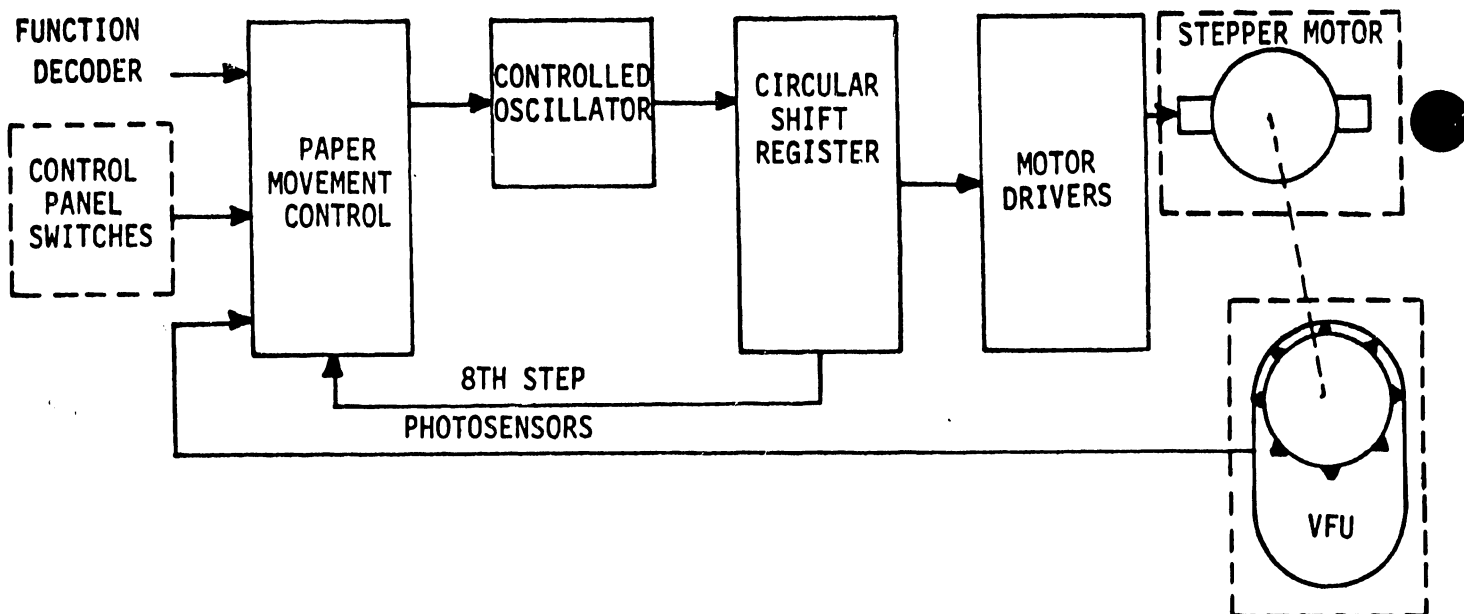 FUNCTION
DECODER
CONTROL
PANEL
SWITCHES
PAPER
MOVEMENT
CONTROL
CONTROLLED
OSCILLATOR
CIRCULAR
SHIFT
REGISTER
MOTOR
DRIVERS
STEPPER MOTOR
8TH STEP
PHOTOSENSORS
VFU